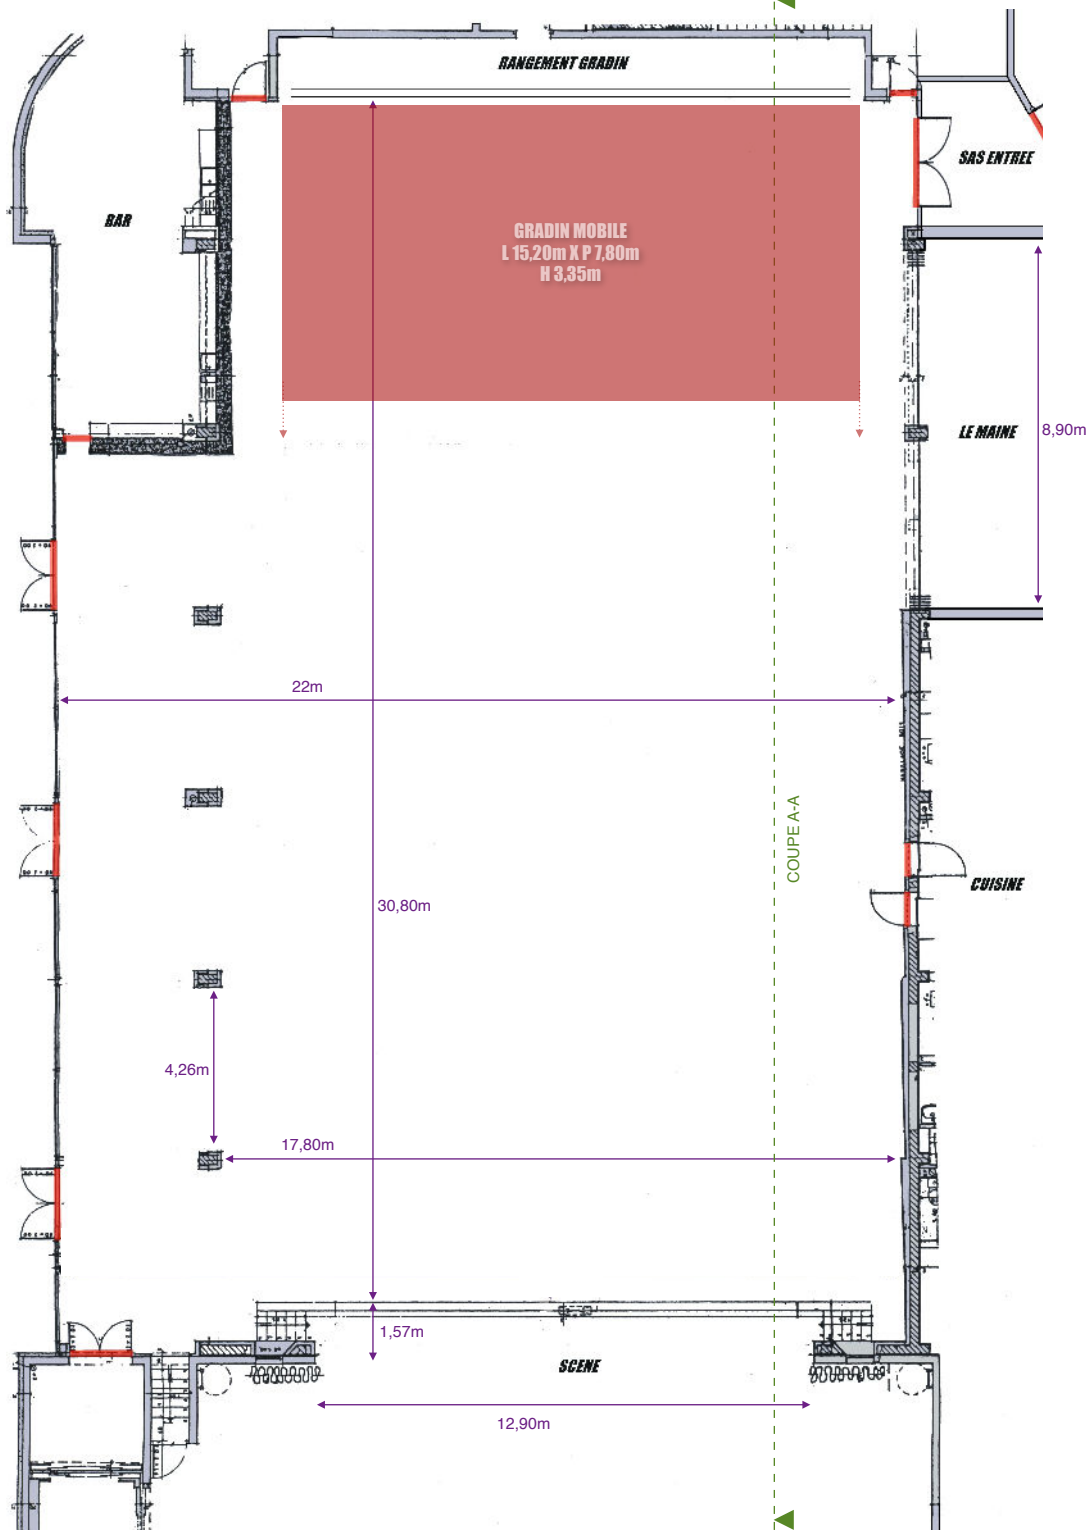 RANGEMENT GRADIN
SAS ENTREE
BAR
GRADIN MOBILE
L 15,20m X P 7,80m
H 3,35m
LE MAINE
8,90m
22m
COUPE A-A
CUISINE
30,80m
4,26m
17,80m
1,57m
SCENE
12,90m